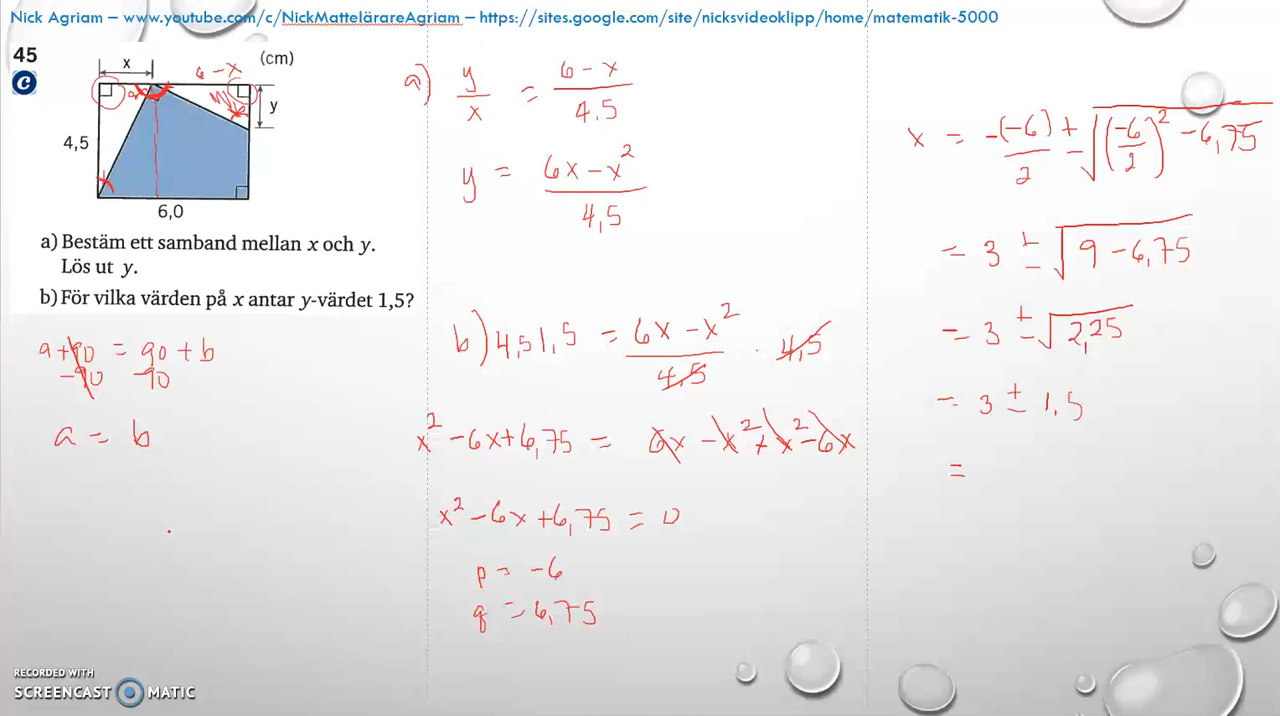 Nick Agriam – www.youtube.com/c/NickMattelärareAgriam – https://sites.google.com/site/nicksvideoklipp/home/matematik-5000
45
C
x
6 - x
(cm)
y
4,5
6,0
a) Bestäm ett samband mellan x och y.
Lös ut y.
b) För vilka värden på x antar y-värdet 1,5?
a + 90 = 90 + b
-90 -90
a = b
a) y/x = (6 - x)/4.5
y = (6x - x²)/4,5
b) 4,5 1,5 = (6x - x²)/4,5 · 4,5
x² - 6x + 6,75 = 6x - x² + x² - 6x
x² - 6x + 6,75 = 0
p = -6
q = 6,75
x = -(-6)/2 ± √((-6/2)² - 6,75)
= 3 ± √(9 - 6,75)
= 3 ± √2,25
= 3 ± 1.5
=
RECORDED WITH
SCREENCAST MATIC